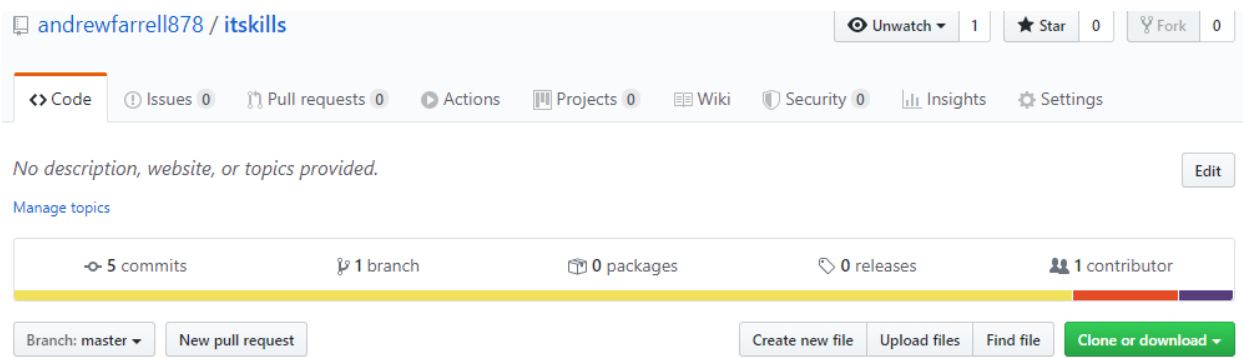 andrewfarrell878 / itskills Unwatch 1 Star 0 Fork 0
Code Issues 0 Pull requests 0 Actions Projects 0 Wiki Security 0 Insights Settings
No description, website, or topics provided. Edit
Manage topics
5 commits 1 branch 0 packages 0 releases 1 contributor
Branch: master New pull request Create new file Upload files Find file Clone or download